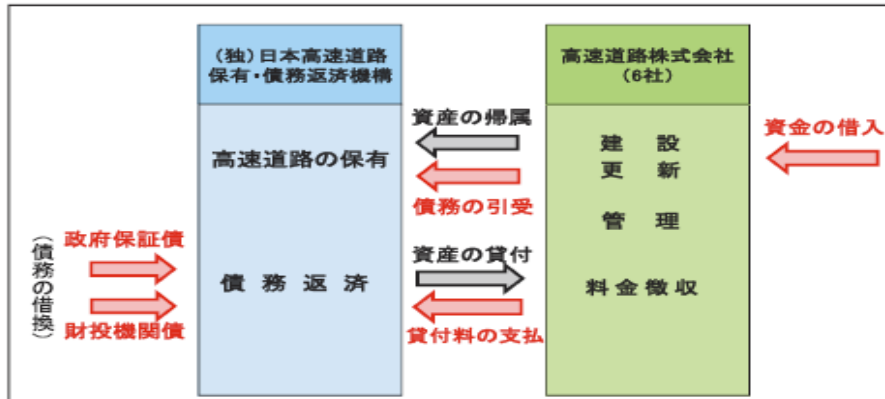 (独)日本高速道路
保有・債務返済機構
高速道路株式会社
(6社)
資産の帰属
資金の借入
建設
高速道路の保有
更新
債務の引受
管理
政府保証債
資産の貸付
(債務の借換)
債務返済
料金徴収
財投機関債
貸付料の支払